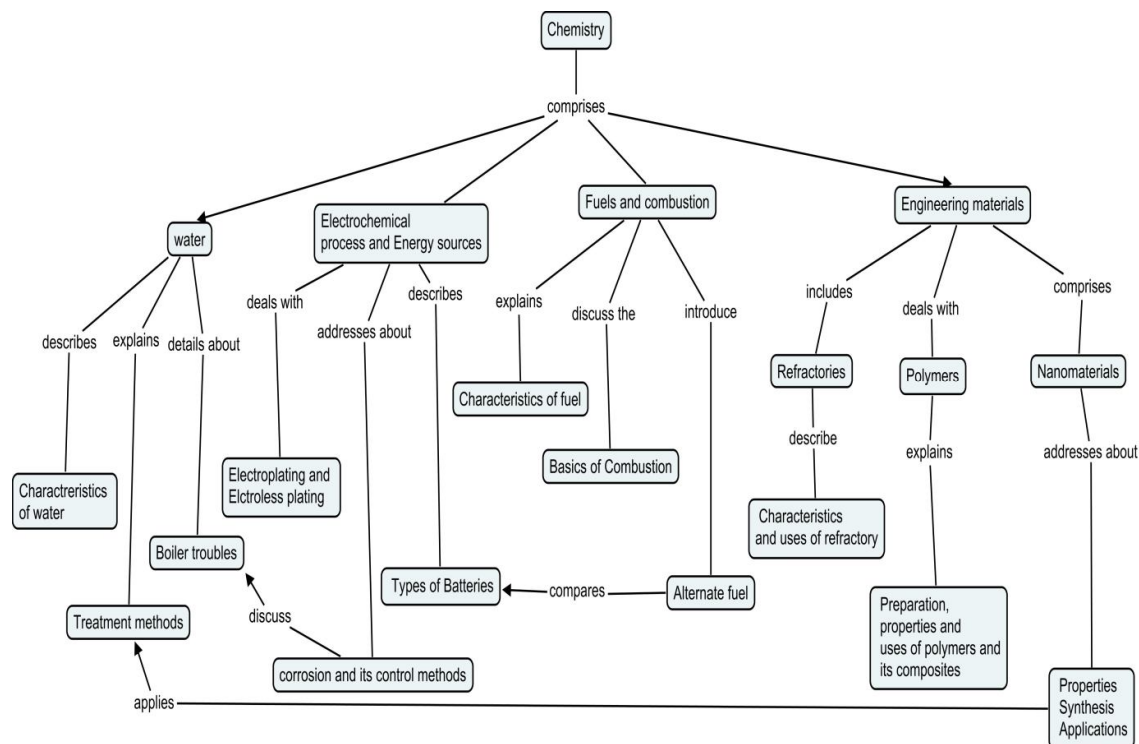 Chemistry
comprises
water
Electrochemical
process and Energy sources
Fuels and combustion
Engineering materials
describes
explains
details about
deals with
addresses about
describes
explains
discuss the
introduce
includes
deals with
comprises
Refractories
Polymers
Nanomaterials
Characteristics of fuel
describe
explains
addresses about
Charactreristics
of water
Electroplating and
Elctroless plating
Basics of Combustion
Characteristics
and uses of refractory
Boiler troubles
Types of Batteries
compares
Alternate fuel
Treatment methods
discuss
Preparation,
properties and
uses of polymers and
its composites
corrosion and its control methods
applies
Properties
Synthesis
Applications